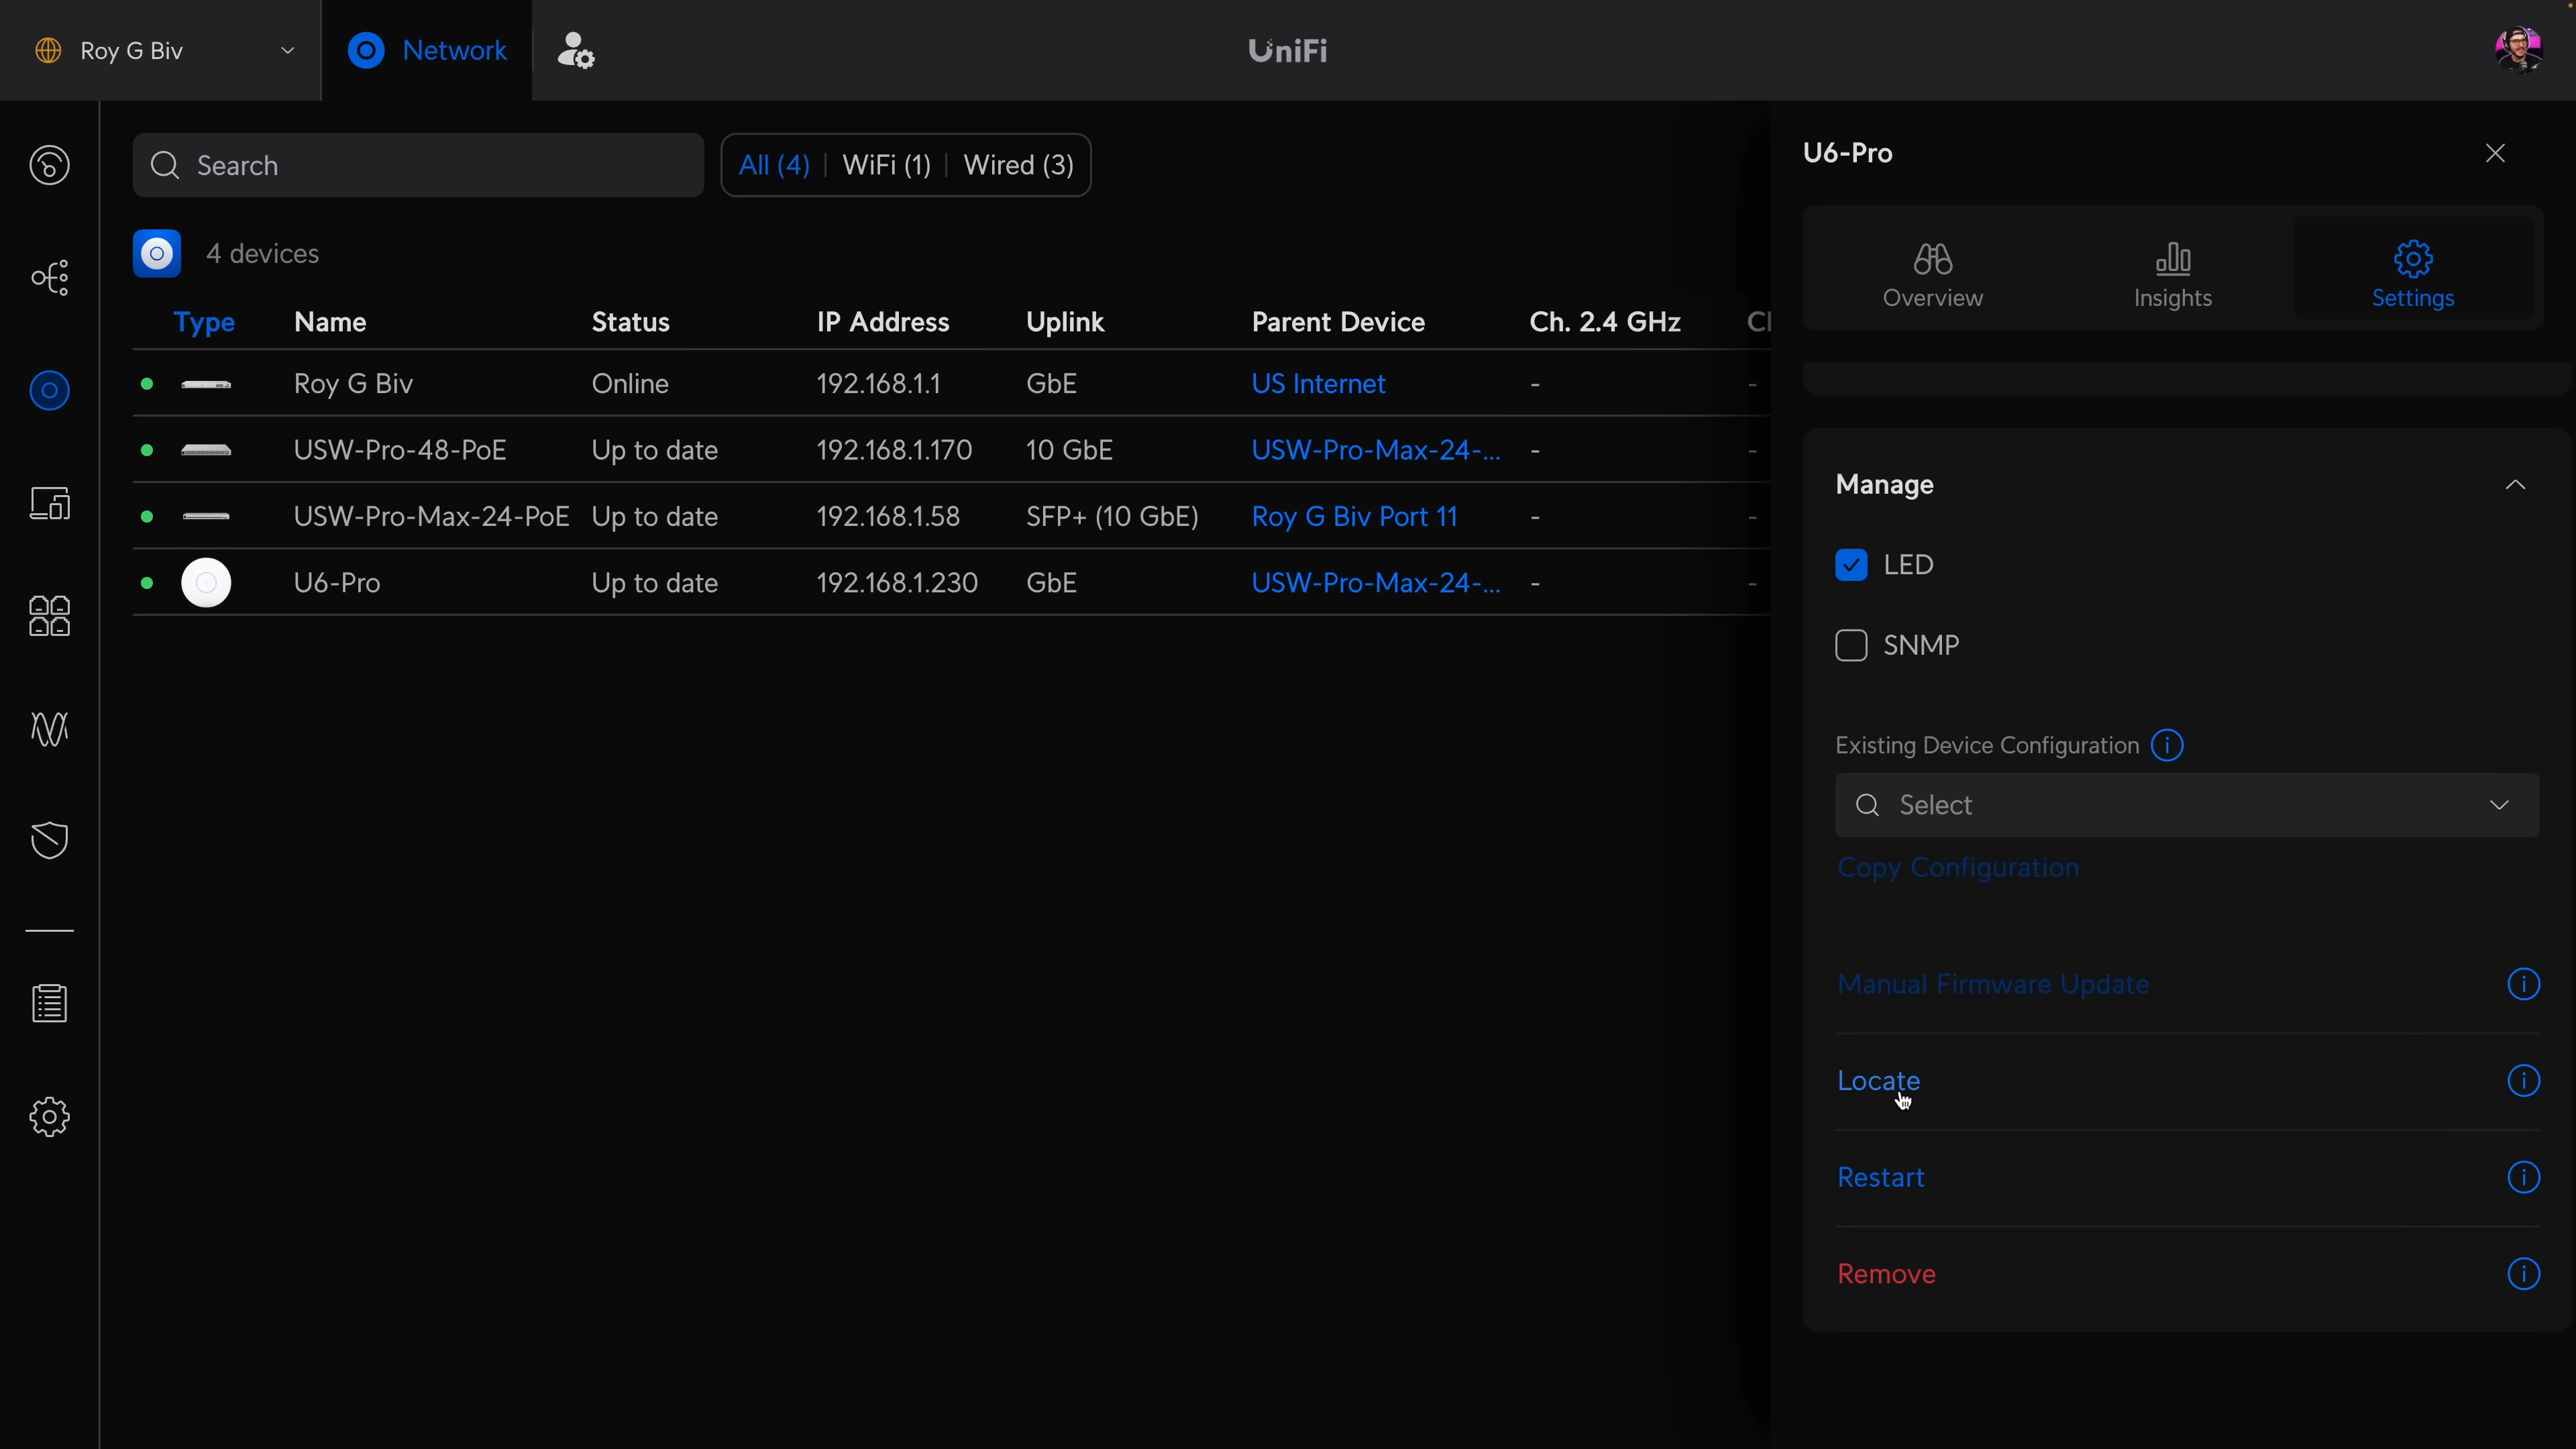 Roy G Biv
Network
UniFi
Search
All (4) WiFi (1) Wired (3)
4 devices
Type Name Status IP Address Uplink Parent Device Ch. 2.4 GHz
Roy G Biv Online 192.168.1.1 GbE US Internet - -
USW-Pro-48-PoE Up to date 192.168.1.170 10 GbE USW-Pro-Max-24-... - -
USW-Pro-Max-24-PoE Up to date 192.168.1.58 SFP+ (10 GbE) Roy G Biv Port 11 - -
U6-Pro Up to date 192.168.1.230 GbE USW-Pro-Max-24-... - -
U6-Pro
Overview Insights Settings
Manage
LED
SNMP
Existing Device Configuration
Select
Copy Configuration
Manual Firmware Update
Locate
Restart
Remove